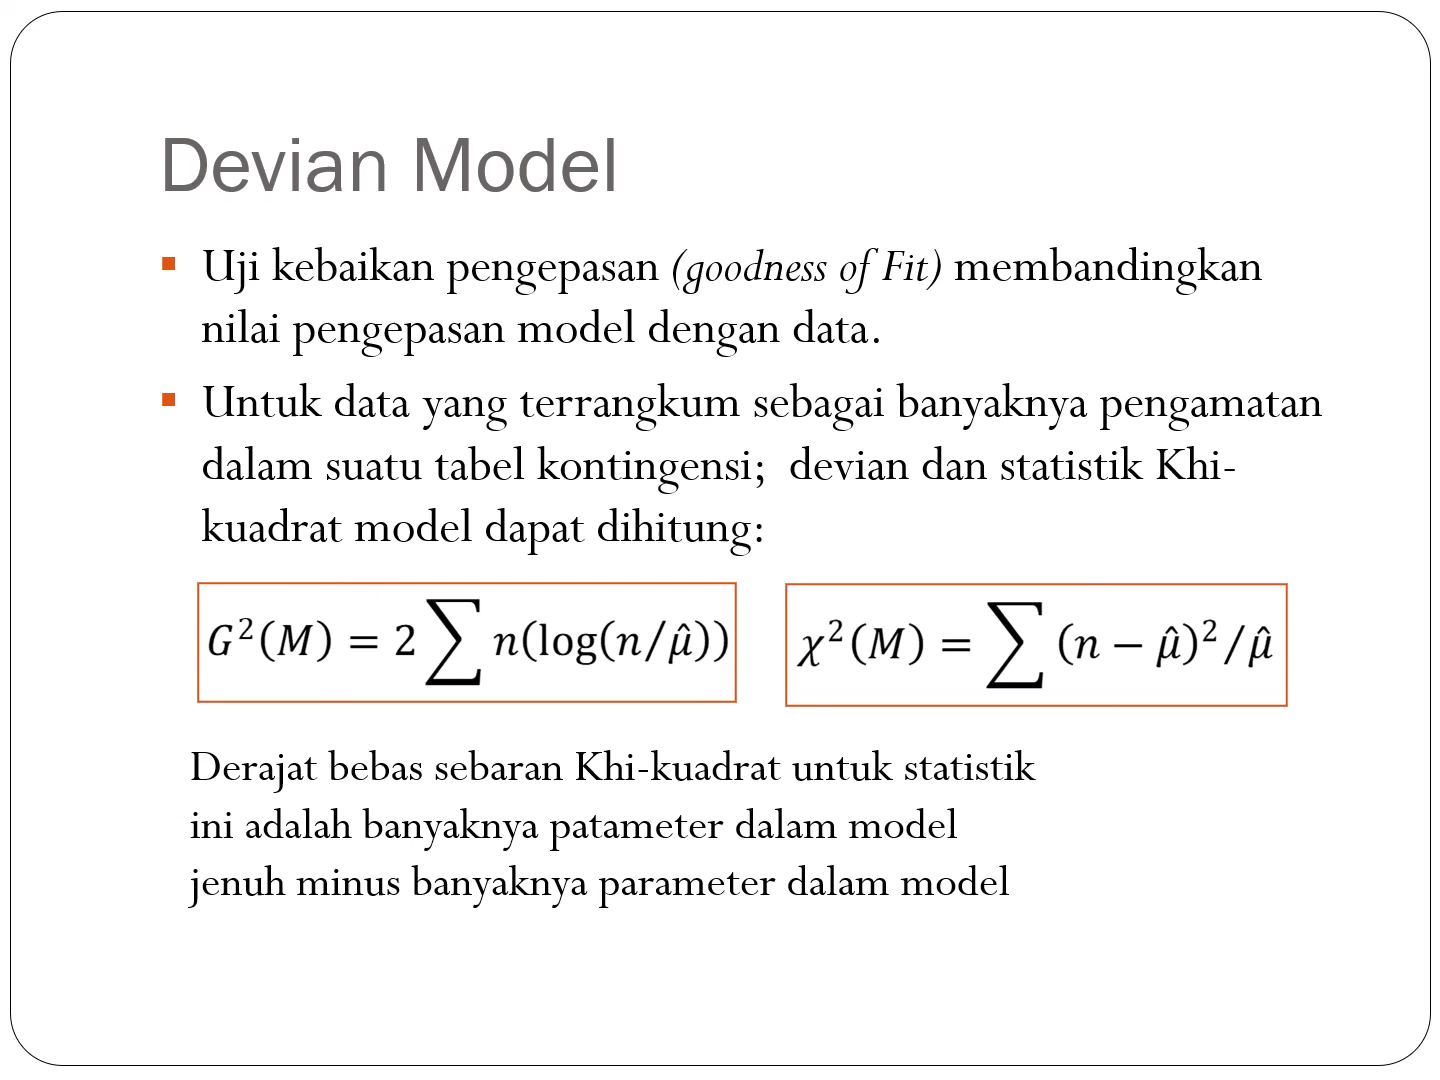 Devian Model
▪ Uji kebaikan pengepasan (goodness of Fit) membandingkan
nilai pengepasan model dengan data.
▪ Untuk data yang terrangkum sebagai banyaknya pengamatan
dalam suatu tabel kontingensi;  devian dan statistik Khi-
kuadrat model dapat dihitung:
G²(M) = 2 ∑ n(log(n/μ̂))
χ²(M) = ∑ (n − μ̂)²/μ̂
Derajat bebas sebaran Khi-kuadrat untuk statistik
ini adalah banyaknya patameter dalam model
jenuh minus banyaknya parameter dalam model